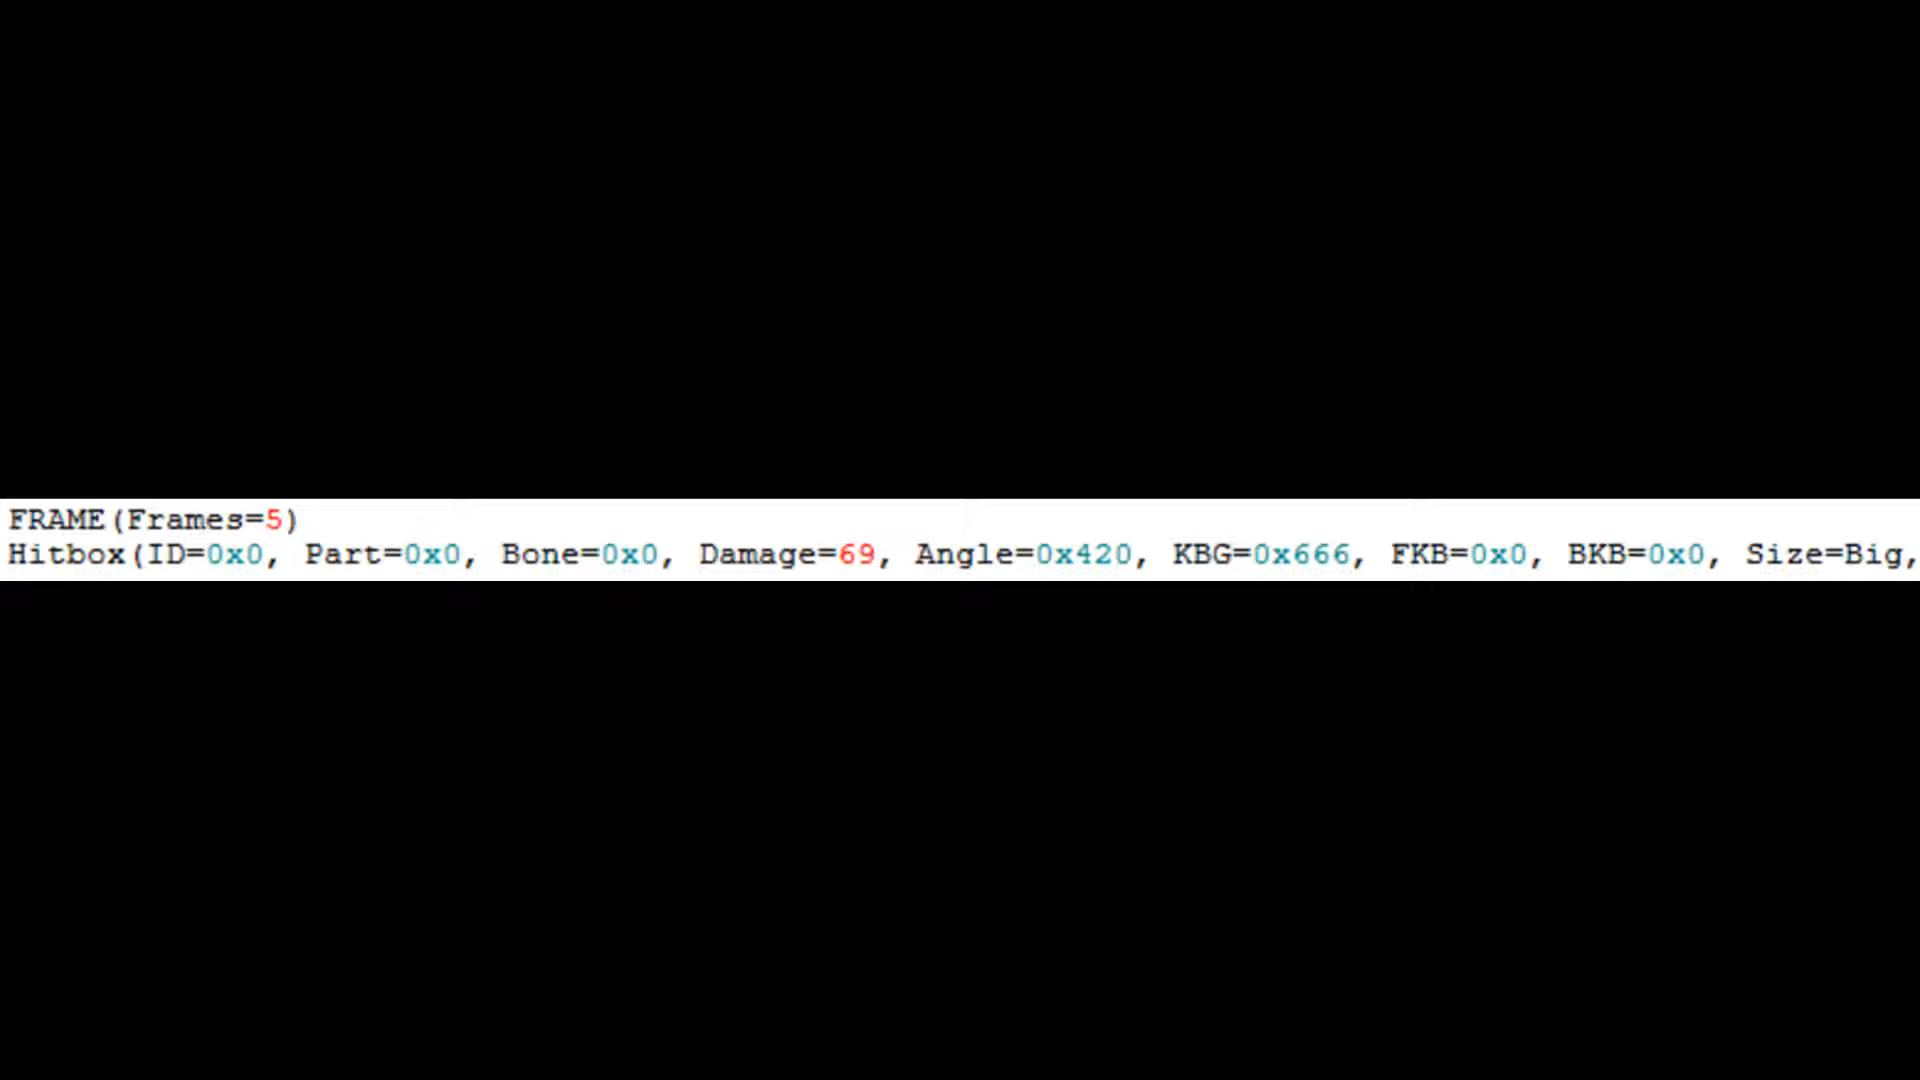 FRAME(Frames=5)
Hitbox(ID=0x0, Part=0x0, Bone=0x0, Damage=69, Angle=0x420, KBG=0x666, FKB=0x0, BKB=0x0, Size=Big,